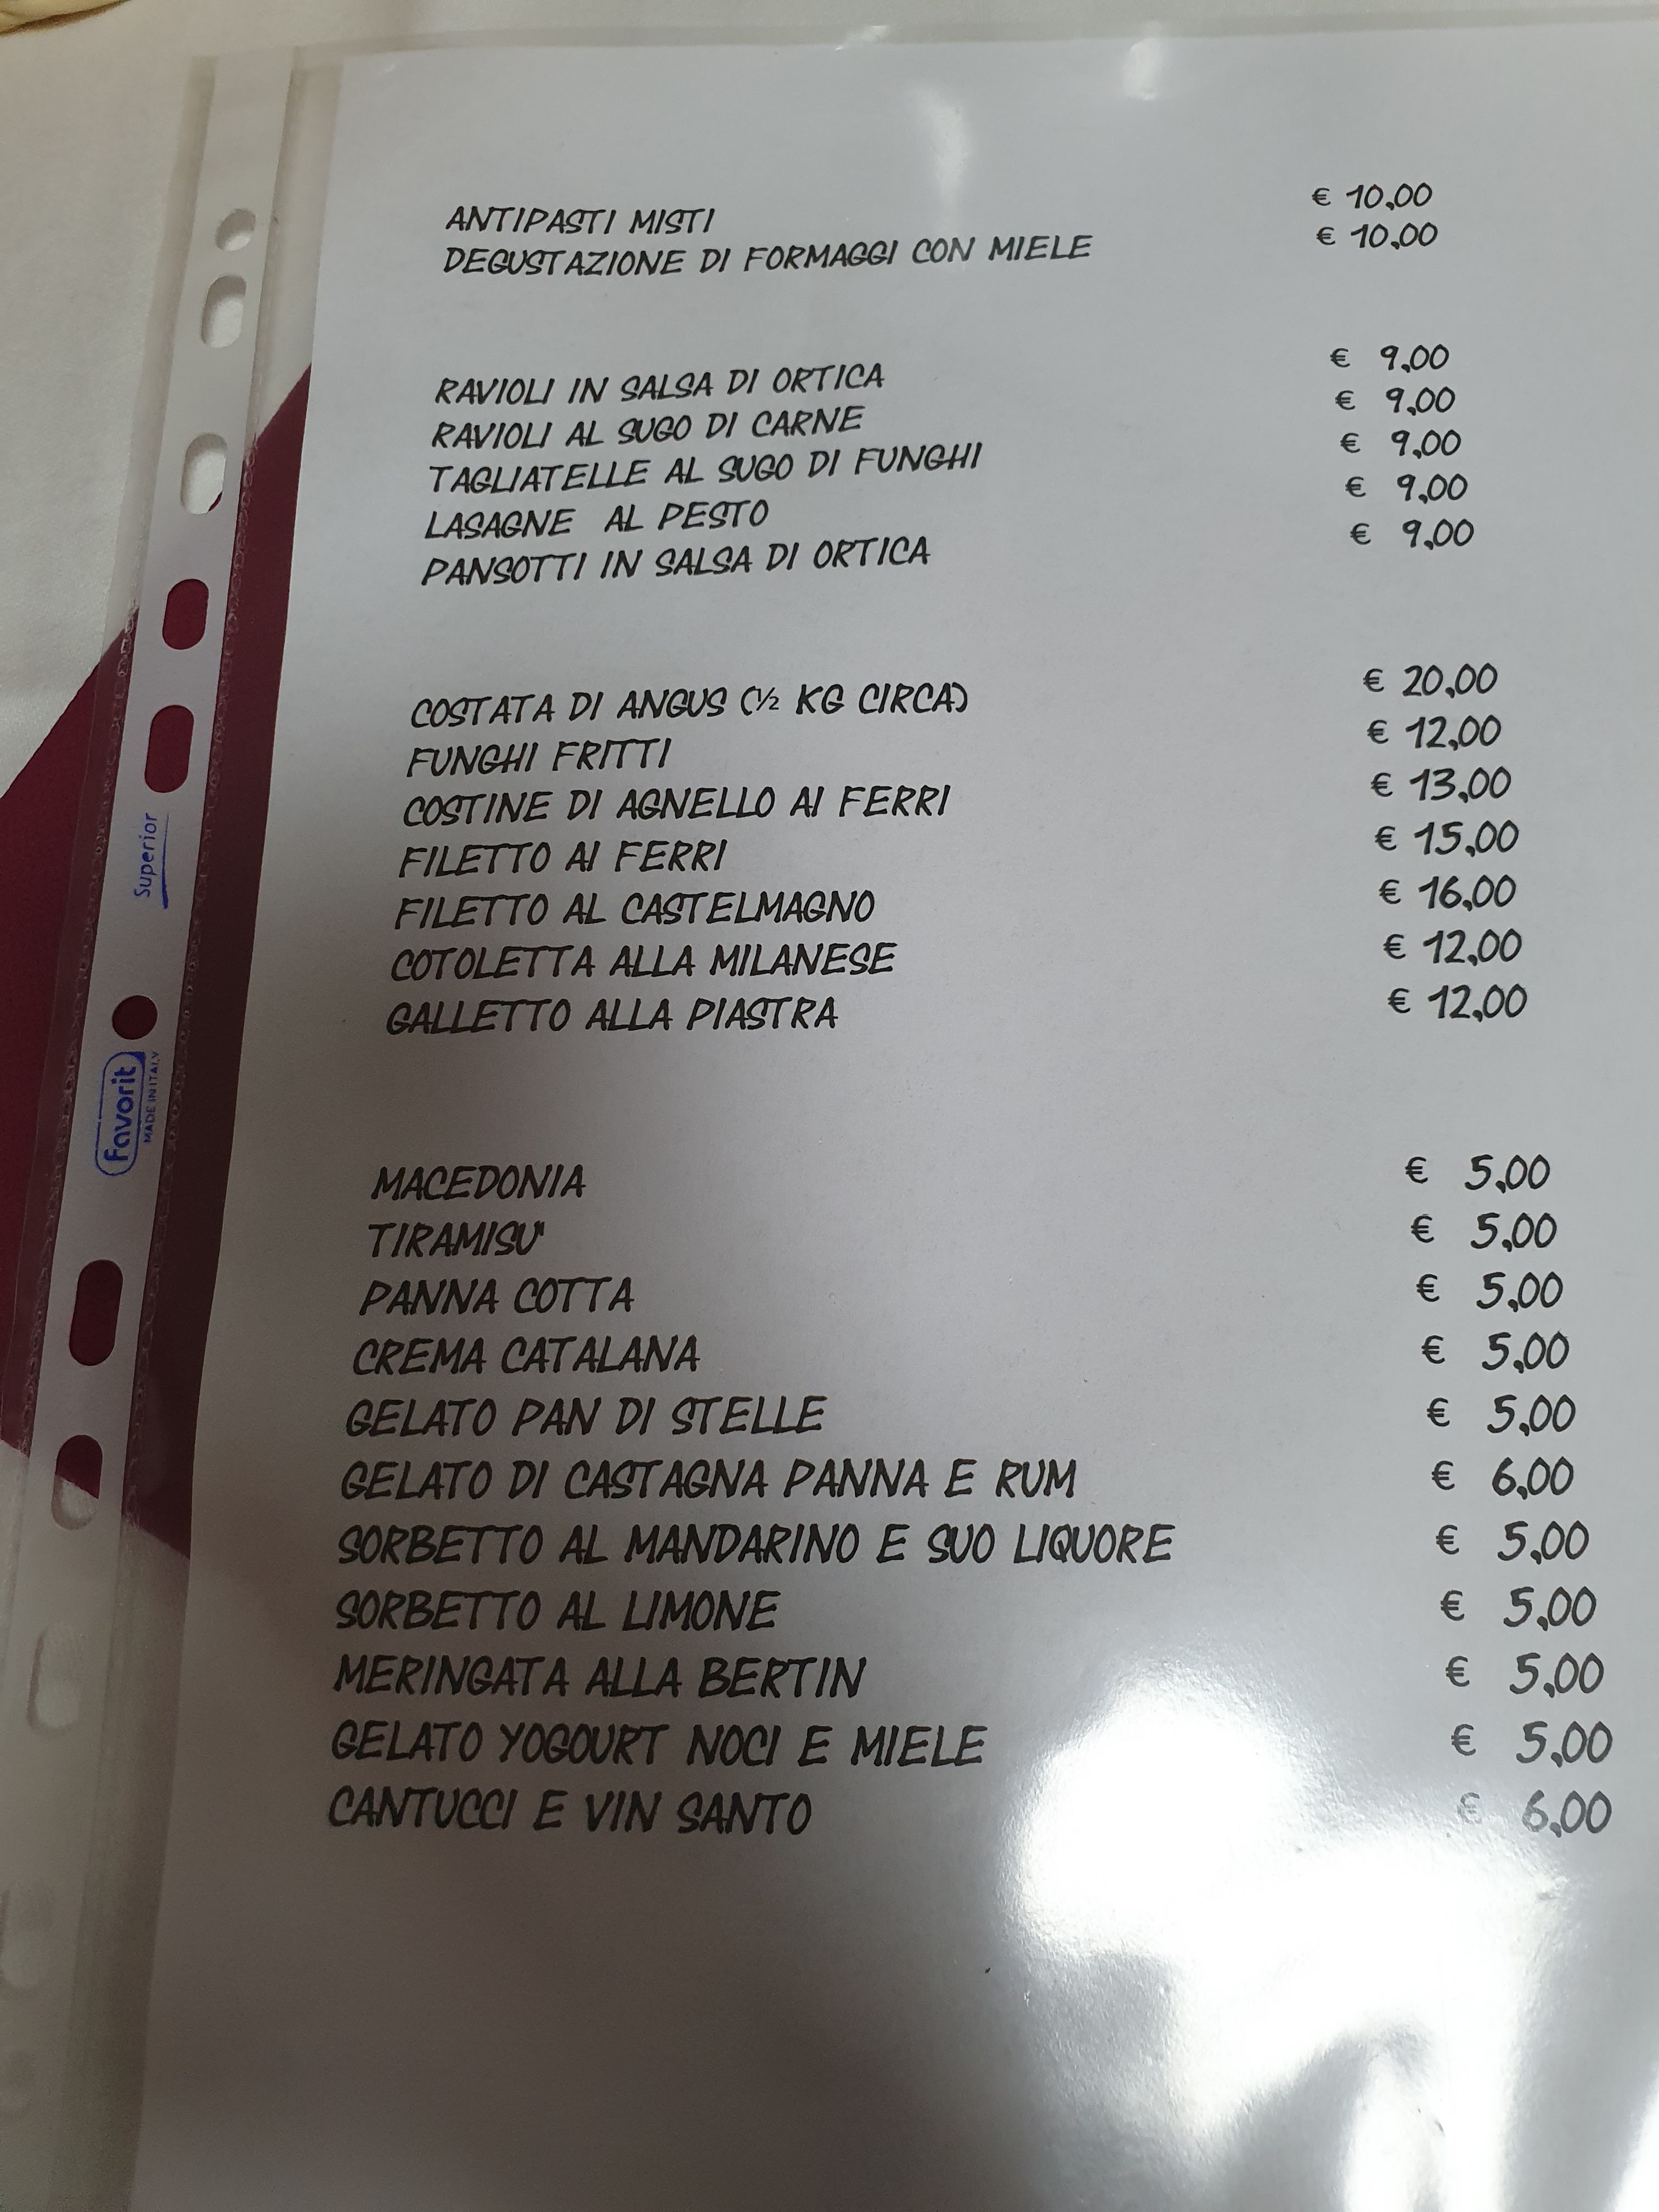 ANTIPASTI MISTI € 10,00
DEGUSTAZIONE DI FORMAGGI CON MIELE € 10,00
RAVIOLI IN SALSA DI ORTICA € 9,00
RAVIOLI AL SUGO DI CARNE € 9,00
TAGLIATELLE AL SUGO DI FUNGHI € 9,00
LASAGNE AL PESTO € 9,00
PANSOTTI IN SALSA DI ORTICA € 9,00
COSTATA DI ANGUS (½ KG CIRCA) € 20,00
FUNGHI FRITTI € 12,00
COSTINE DI AGNELLO AI FERRI € 13,00
FILETTO AI FERRI € 15,00
FILETTO AL CASTELMAGNO € 16,00
COTOLETTA ALLA MILANESE € 12,00
GALLETTO ALLA PIASTRA € 12,00
MACEDONIA € 5,00
TIRAMISU' € 5,00
PANNA COTTA € 5,00
CREMA CATALANA € 5,00
GELATO PAN DI STELLE € 5,00
GELATO DI CASTAGNA PANNA E RUM € 6,00
SORBETTO AL MANDARINO E SUO LIQUORE € 5,00
SORBETTO AL LIMONE € 5,00
MERINGATA ALLA BERTIN € 5,00
GELATO YOGOURT NOCI E MIELE € 5,00
CANTUCCI E VIN SANTO € 6,00
Superior
Favorit
MADE IN ITALY